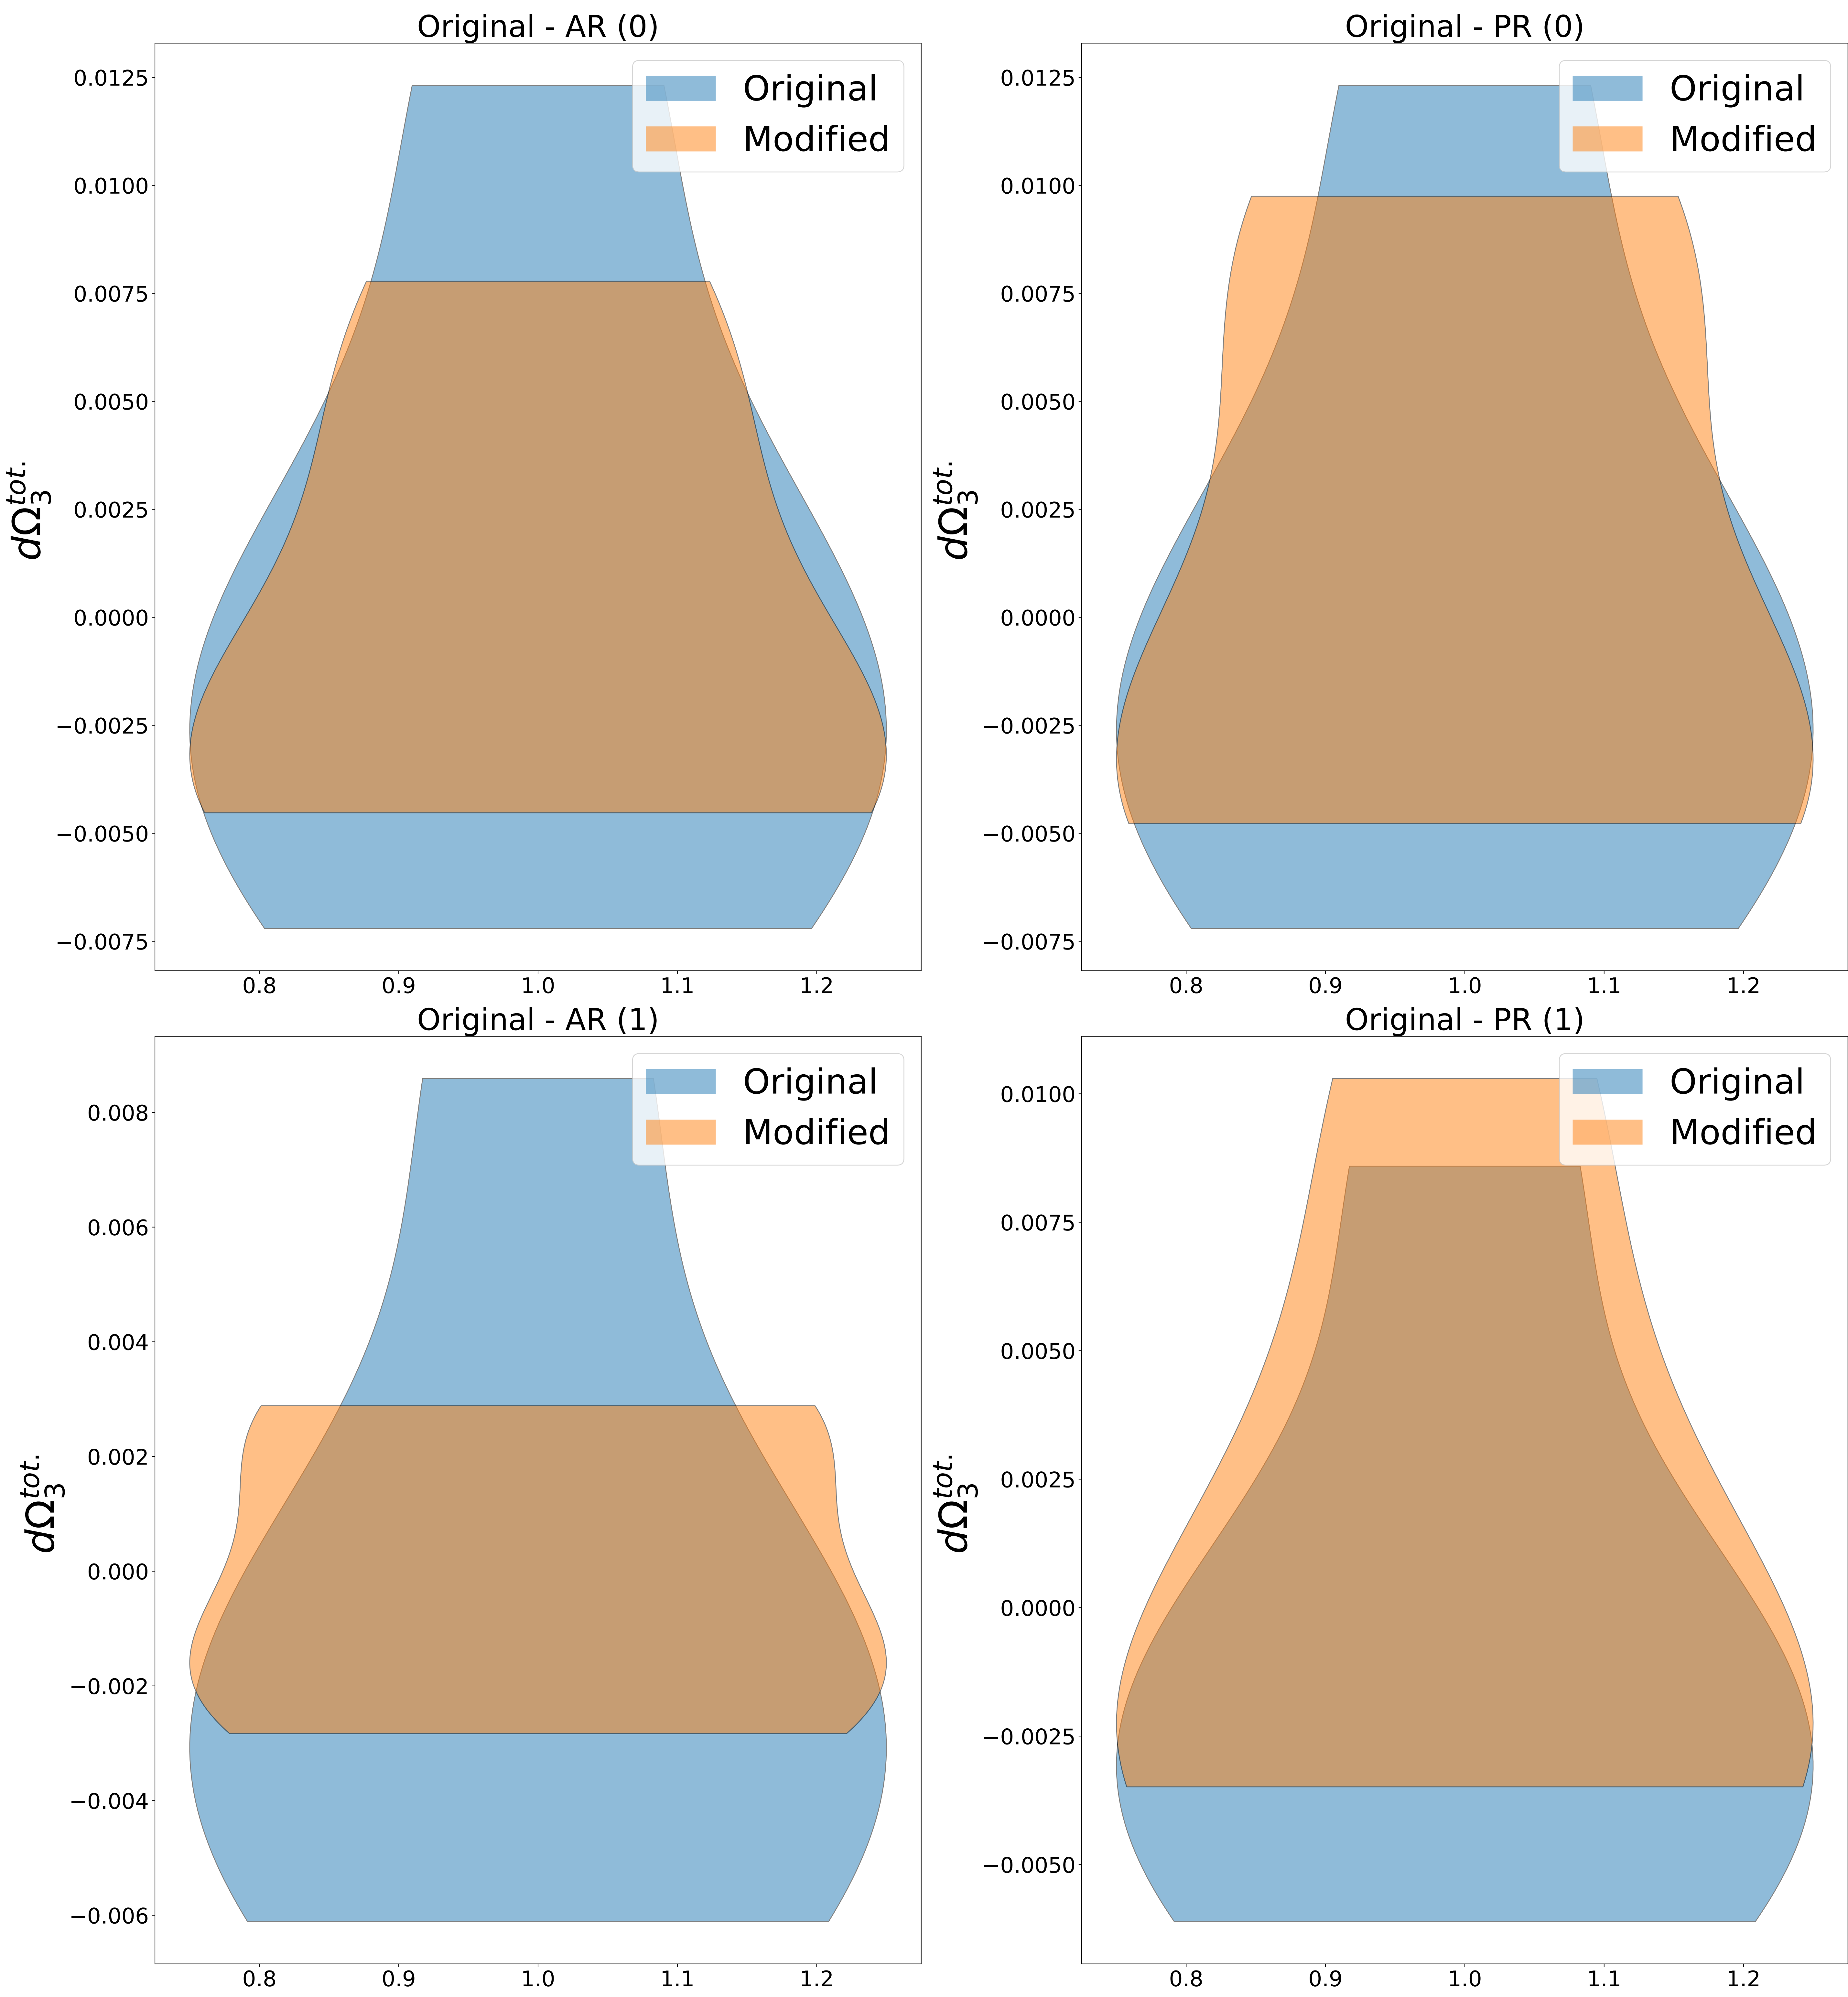 Original - AR (0)
0.0125
0.0100
0.0075
0.0050
0.0025
0.0000
−0.0025
−0.0050
−0.0075
dΩ₃ᵗᵒᵗ·
0.8 0.9 1.0 1.1 1.2
Original
Modified
Original - PR (0)
0.0125
0.0100
0.0075
0.0050
0.0025
0.0000
−0.0025
−0.0050
−0.0075
dΩ₃ᵗᵒᵗ·
0.8 0.9 1.0 1.1 1.2
Original
Modified
Original - AR (1)
0.008
0.006
0.004
0.002
0.000
−0.002
−0.004
−0.006
dΩ₃ᵗᵒᵗ·
0.8 0.9 1.0 1.1 1.2
Original
Modified
Original - PR (1)
0.0100
0.0075
0.0050
0.0025
0.0000
−0.0025
−0.0050
dΩ₃ᵗᵒᵗ·
0.8 0.9 1.0 1.1 1.2
Original
Modified